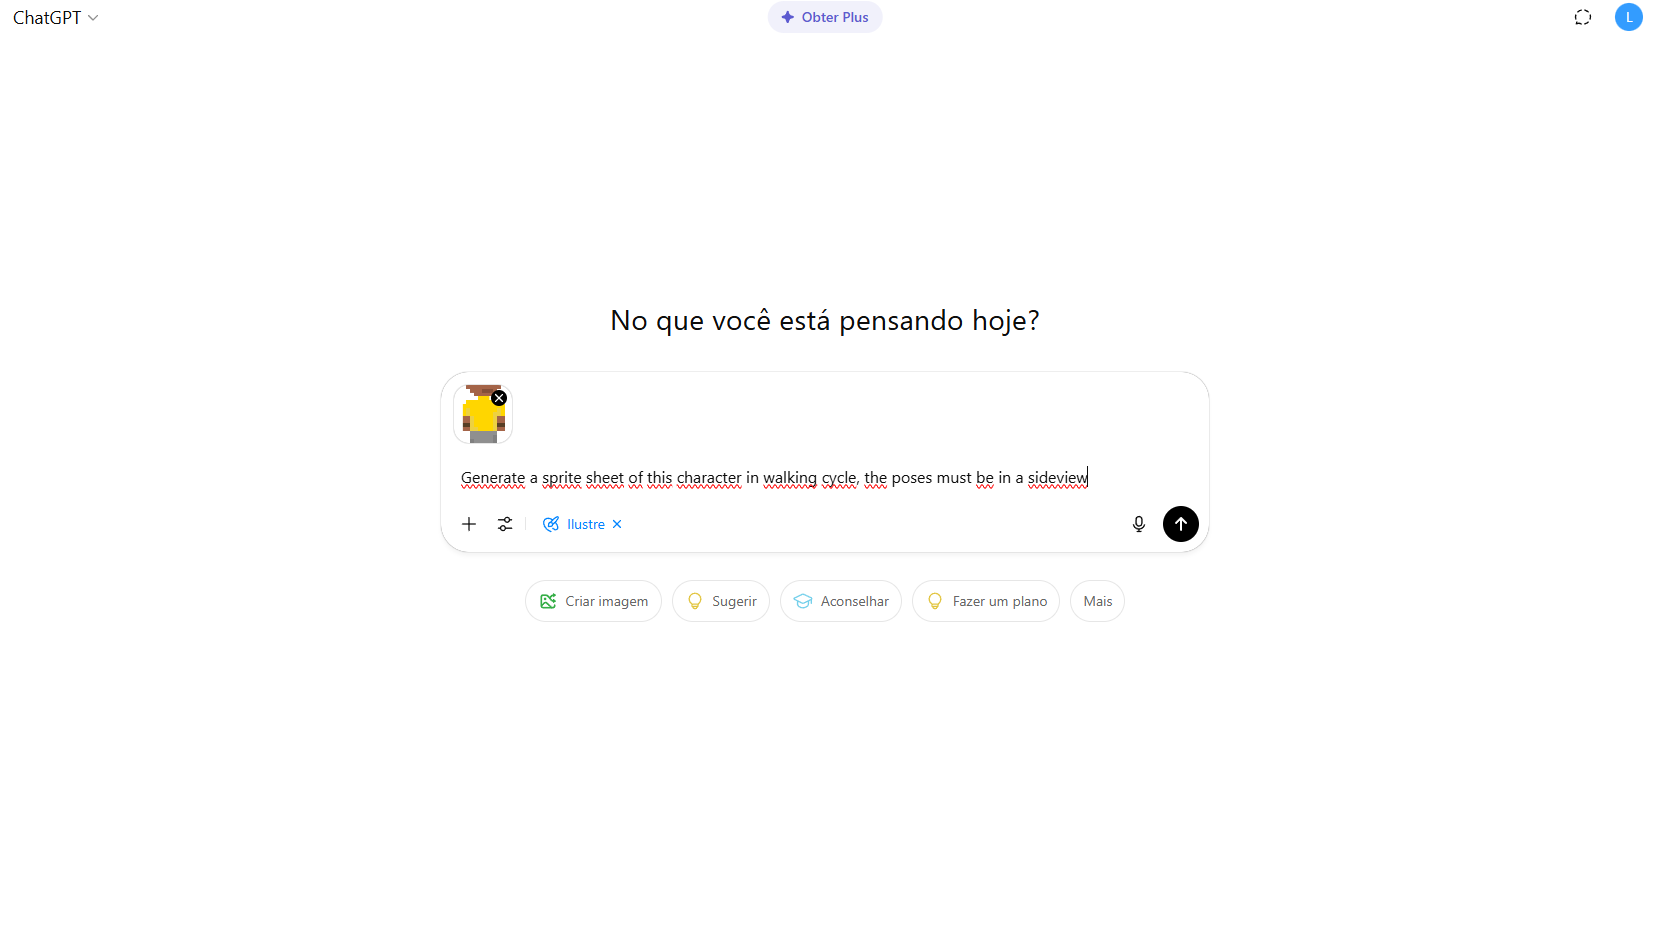 ChatGPT
Obter Plus
L
No que você está pensando hoje?
Generate a sprite sheet of this character in walking cycle, the poses must be in a sideview
Ilustre
Criar imagem
Sugerir
Aconselhar
Fazer um plano
Mais